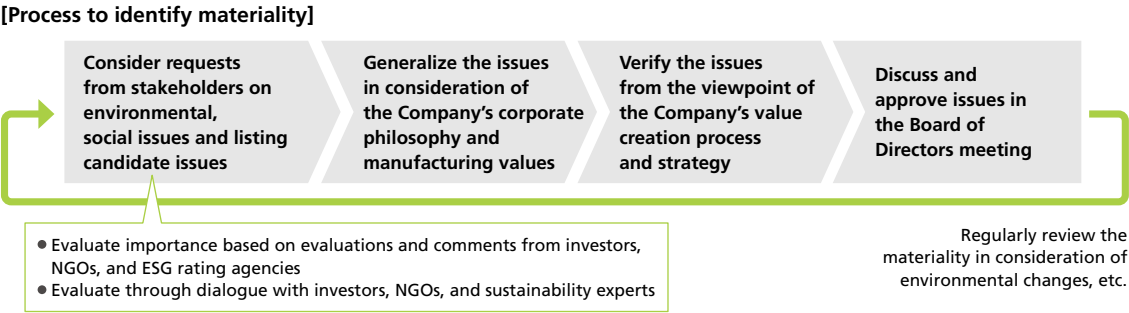 [Process to identify materiality]
Consider requests
from stakeholders on
environmental,
social issues and listing
candidate issues
Generalize the issues
in consideration of
the Company's corporate
philosophy and
manufacturing values
Verify the issues
from the viewpoint of
the Company's value
creation process
and strategy
Discuss and
approve issues in
the Board of
Directors meeting
● Evaluate importance based on evaluations and comments from investors,
NGOs, and ESG rating agencies
● Evaluate through dialogue with investors, NGOs, and sustainability experts
Regularly review the
materiality in consideration of
environmental changes, etc.